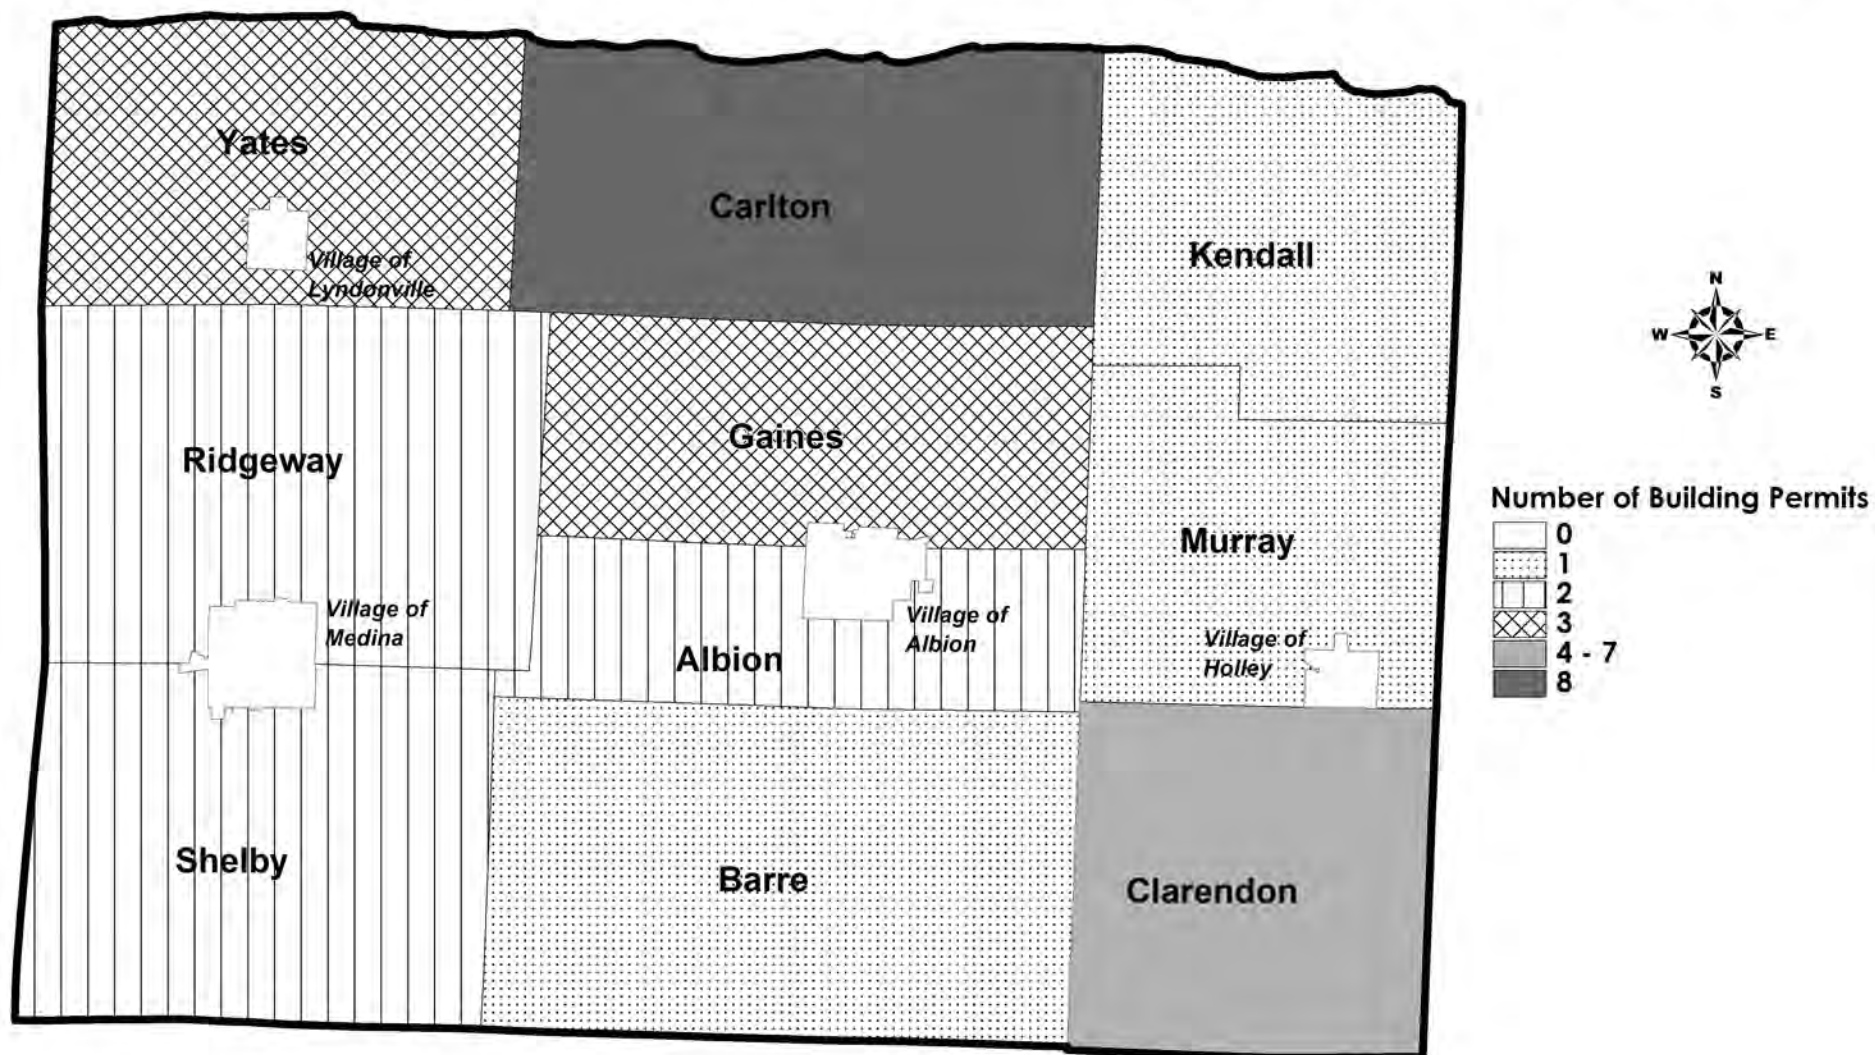 Yates
Village of
Lyndonville
Carlton
Kendall
Ridgeway
Gaines
Murray
Village of
Medina
Albion
Village of
Albion
Village of
Holley
Shelby
Barre
Clarendon
N
W E
S
Number of Building Permits
0
1
2
3
4 - 7
8